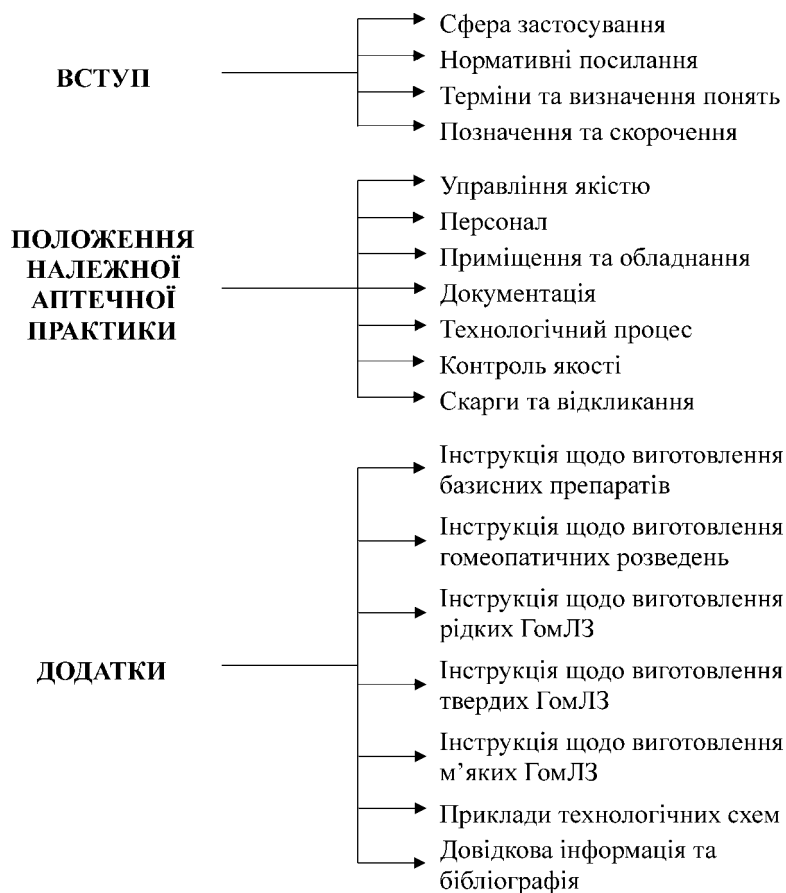 ВСТУП
Сфера застосування
Нормативні посилання
Терміни та визначення понять
Позначення та скорочення
ПОЛОЖЕННЯ
НАЛЕЖНОЇ
АПТЕЧНОЇ
ПРАКТИКИ
Управління якістю
Персонал
Приміщення та обладнання
Документація
Технологічний процес
Контроль якості
Скарги та відкликання
ДОДАТКИ
Інструкція щодо виготовлення
базисних препаратів
Інструкція щодо виготовлення
гомеопатичних розведень
Інструкція щодо виготовлення
рідких ГомЛЗ
Інструкція щодо виготовлення
твердих ГомЛЗ
Інструкція щодо виготовлення
м’яких ГомЛЗ
Приклади технологічних схем
Довідкова інформація та
бібліографія